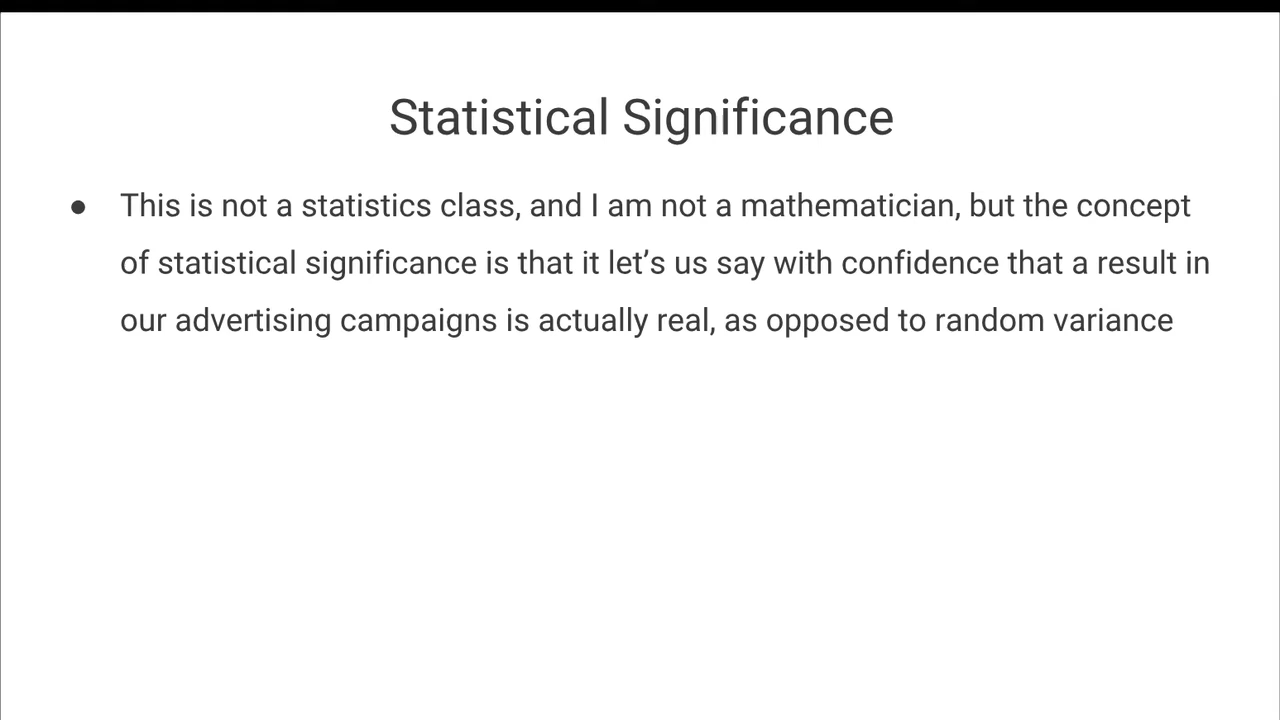 Statistical Significance
● This is not a statistics class, and I am not a mathematician, but the concept
of statistical significance is that it let’s us say with confidence that a result in
our advertising campaigns is actually real, as opposed to random variance